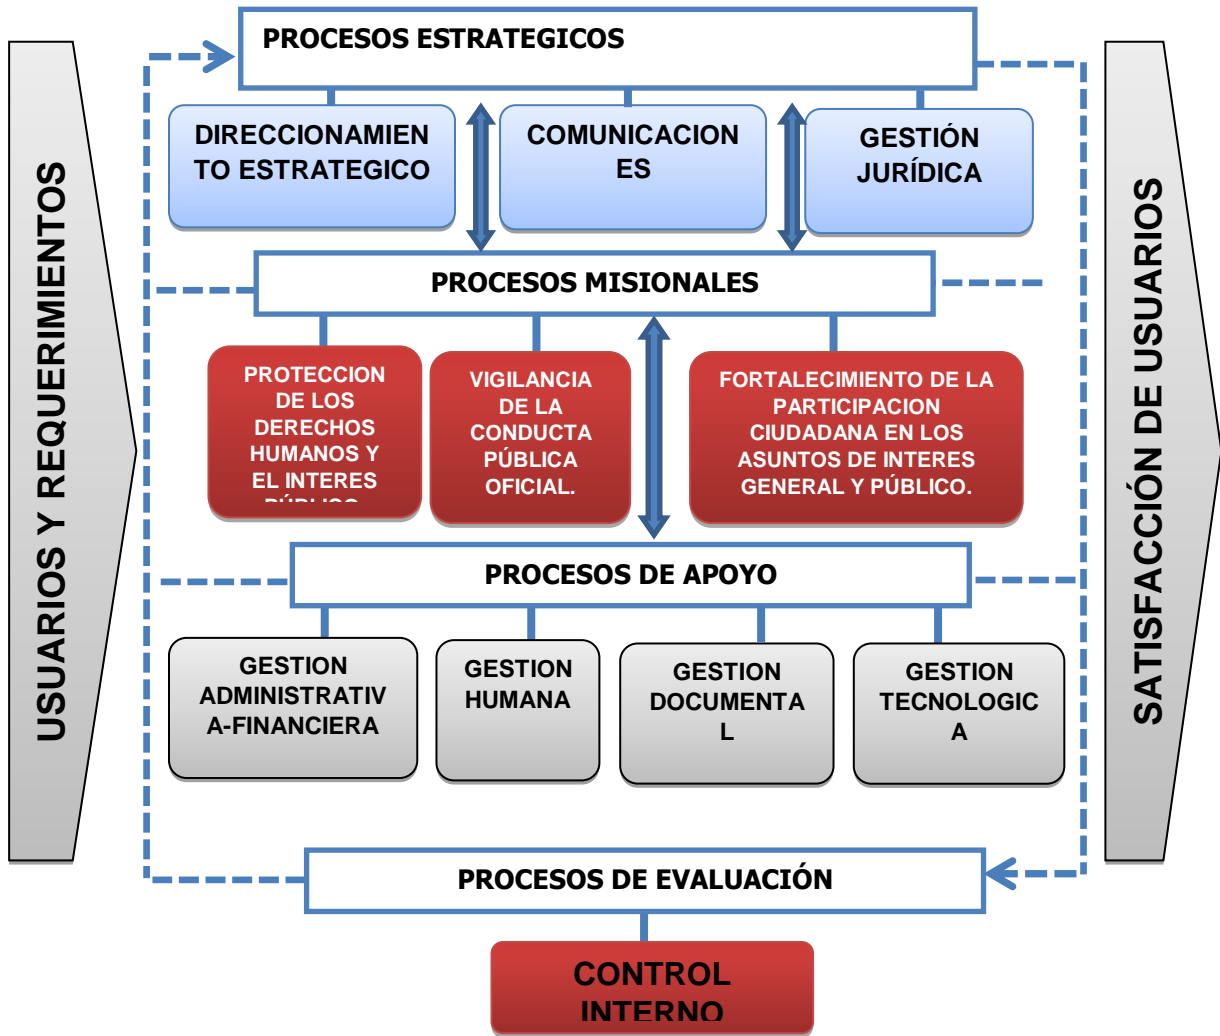 USUARIOS Y REQUERIMIENTOS
PROCESOS ESTRATEGICOS
DIRECCIONAMIEN
TO ESTRATEGICO
COMUNICACION
ES
GESTIÓN
JURÍDICA
PROCESOS MISIONALES
PROTECCION
DE LOS
DERECHOS
HUMANOS Y
EL INTERES
PÚBLICO
VIGILANCIA
DE LA
CONDUCTA
PÚBLICA
OFICIAL.
FORTALECIMIENTO DE LA
PARTICIPACION
CIUDADANA EN LOS
ASUNTOS DE INTERES
GENERAL Y PÚBLICO.
PROCESOS DE APOYO
GESTION
ADMINISTRATIV
A-FINANCIERA
GESTION
HUMANA
GESTION
DOCUMENTA
L
GESTION
TECNOLOGIC
A
PROCESOS DE EVALUACIÓN
CONTROL
INTERNO
SATISFACCIÓN DE USUARIOS